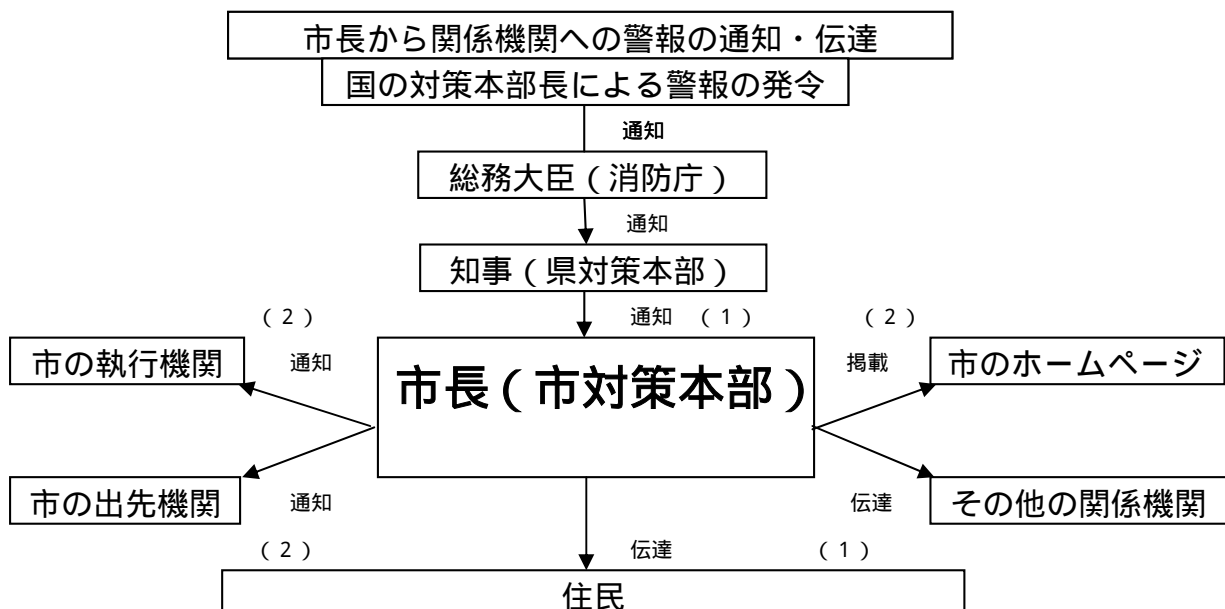 市長から関係機関への警報の通知・伝達
国の対策本部長による警報の発令
通知
総務大臣(消防庁)
通知
知事(県対策本部)
(2) 通知 (1) (2)
市の執行機関 通知 市長(市対策本部) 掲載 市のホームページ
市の出先機関 通知 伝達 その他の関係機関
(2) 伝達 (1)
住民